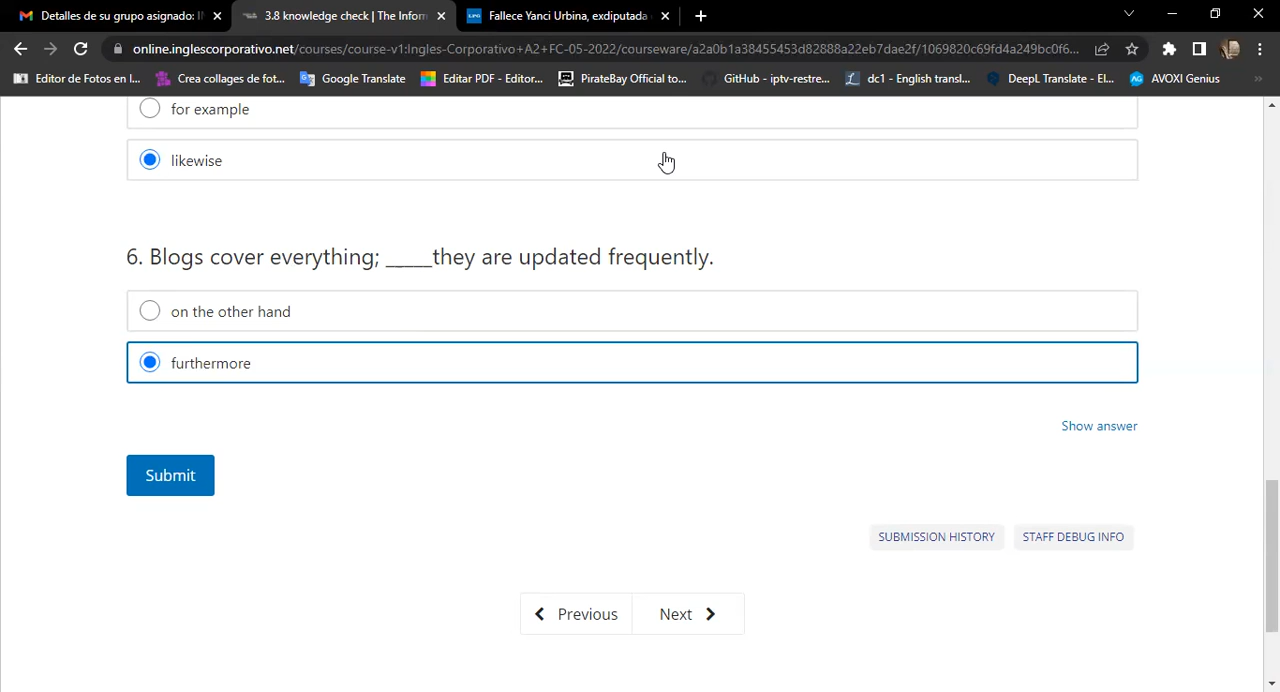 Detalles de su grupo asignado: I
3.8 knowledge check | The Inform
LPG Fallece Yanci Urbina, exdiputada
online.inglescorporativo.net/courses/course-v1:Ingles-Corporativo+A2+FC-05-2022/courseware/a2a0b1a38455453d82888a22eb7dae2f/1069820c69fd4a249bc0f6...
Editor de Fotos en l...
Crea collages de fot...
Google Translate
Editar PDF - Editor...
PirateBay Official to...
GitHub - iptv-restre...
dc1 - English transl...
DeepL Translate - El...
AVOXI Genius
»
for example
likewise
6. Blogs cover everything; _____they are updated frequently.
on the other hand
furthermore
Show answer
Submit
SUBMISSION HISTORY
STAFF DEBUG INFO
Previous
Next